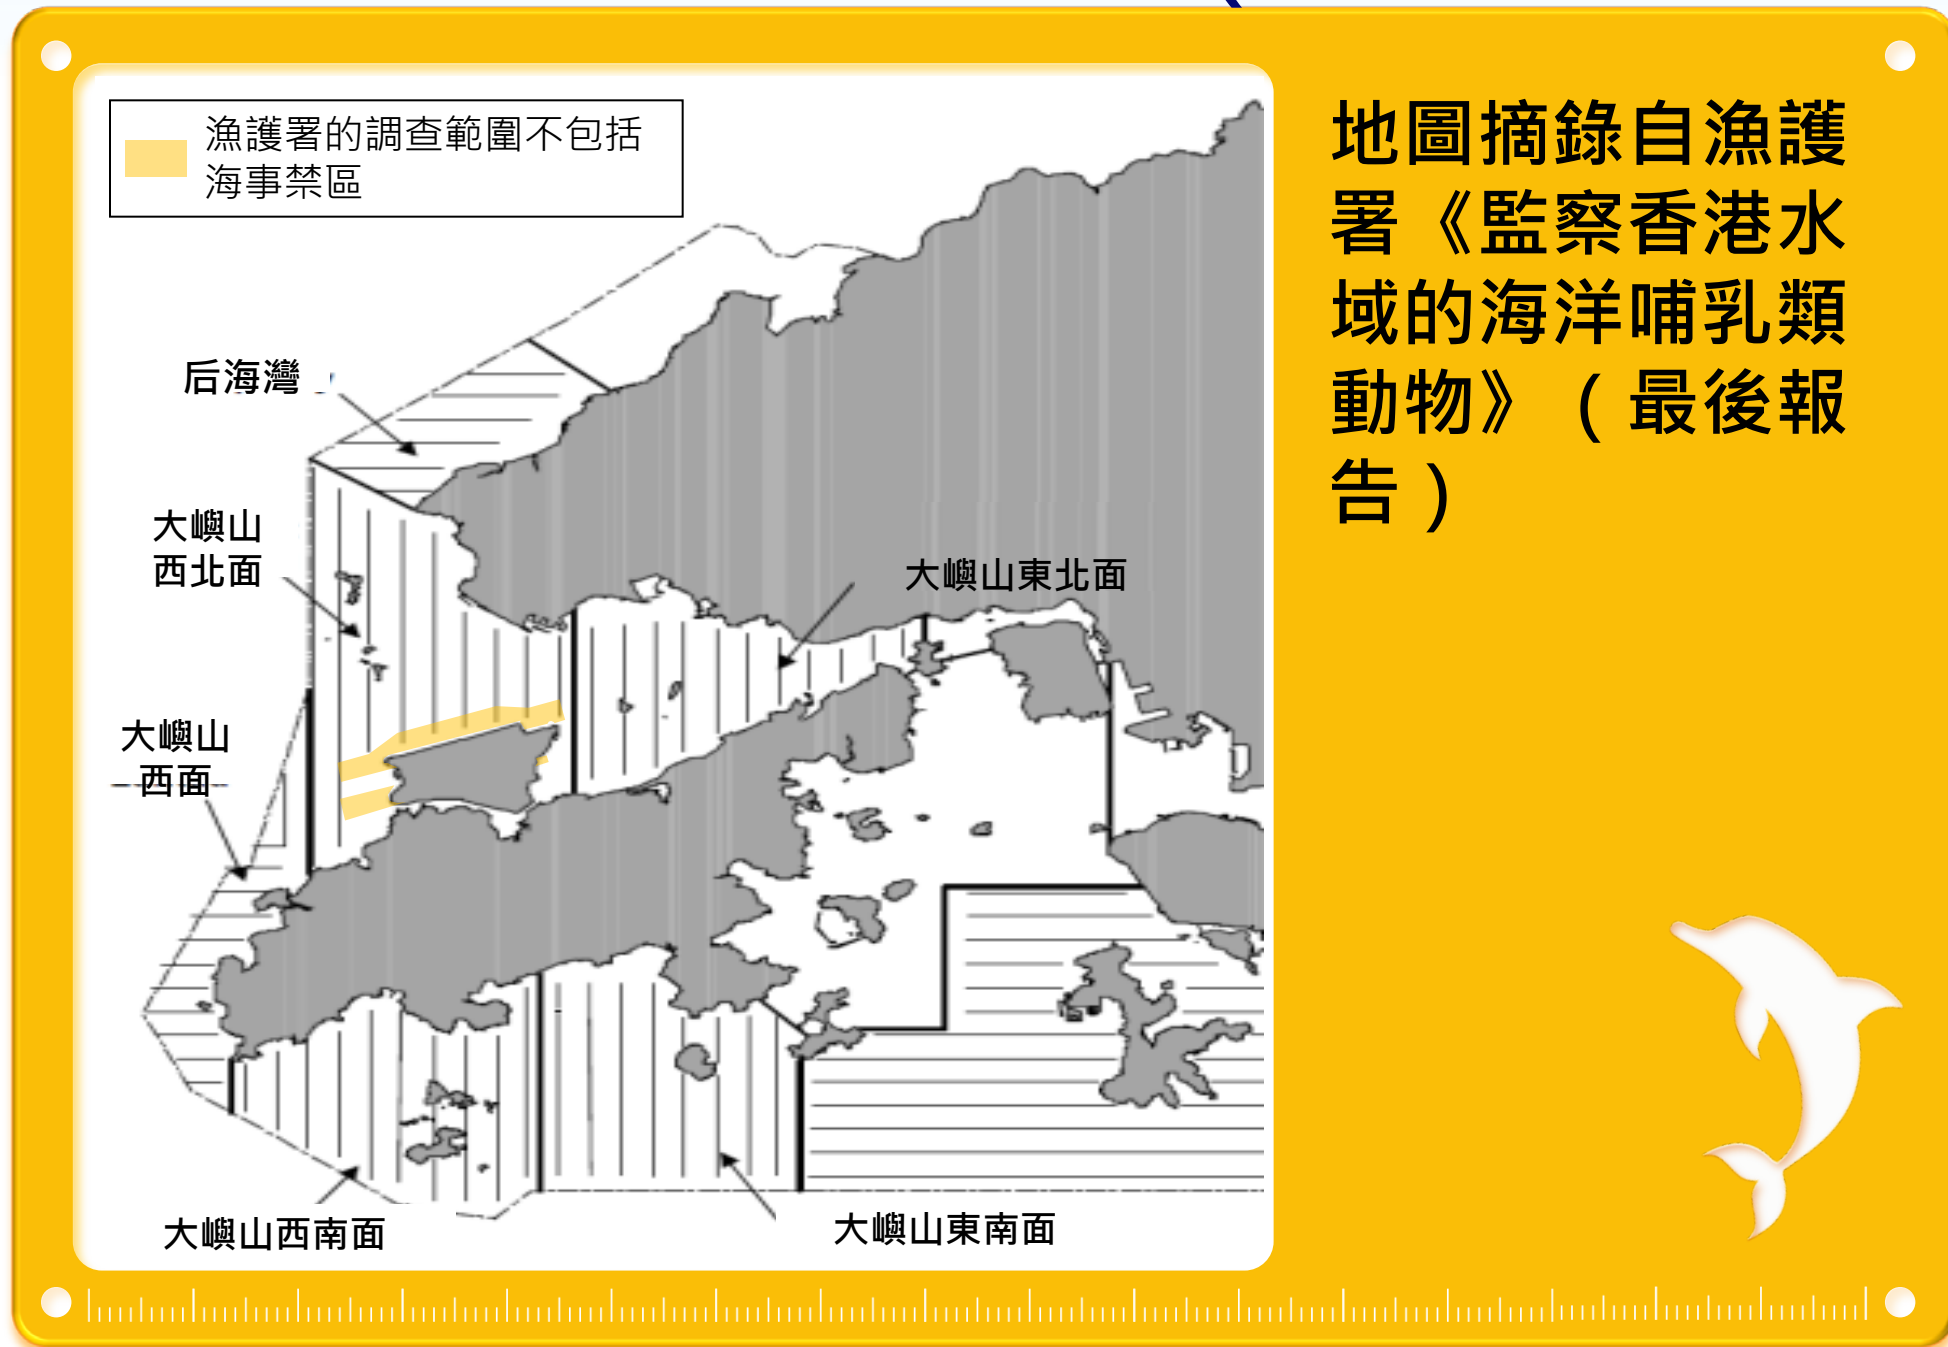 漁護署的調查範圍不包括
海事禁區
地圖摘錄自漁護
署《監察香港水
域的海洋哺乳類
動物》（最後報
告）
后海灣
大嶼山
西北面
大嶼山東北面
大嶼山
西面
大嶼山西南面
大嶼山東南面